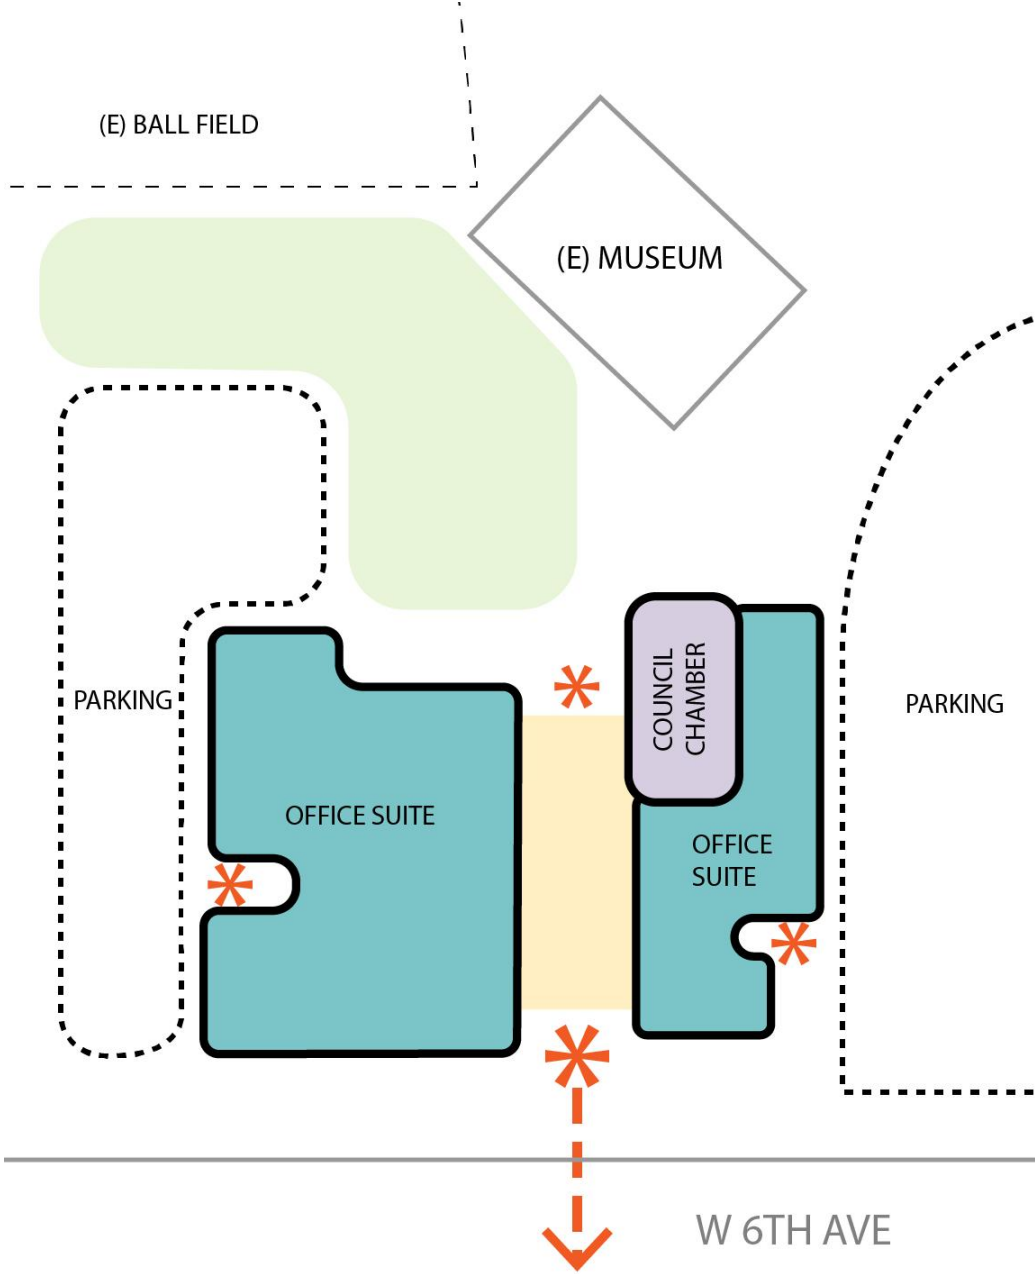 (E) BALL FIELD
(E) MUSEUM
PARKING
COUNCIL
CHAMBER
PARKING
OFFICE SUITE
OFFICE
SUITE
W 6TH AVE